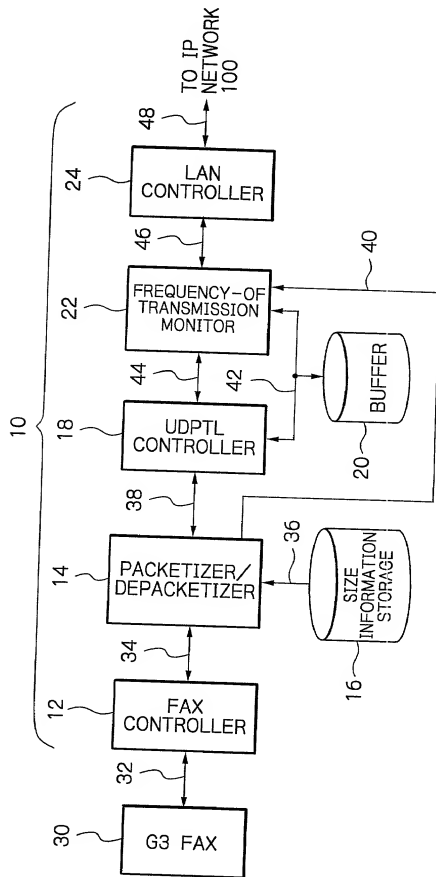 10
30
G3 FAX
32
12
FAX
CONTROLLER
34
14
PACKETIZER/
DEPACKETIZER
36
16
SIZE
INFORMATION
STORAGE
38
18
UDPTL
CONTROLLER
44
42
20
BUFFER
22
FREQUENCY-OF
TRANSMISSION
MONITOR
40
46
24
LAN
CONTROLLER
48
TO IP
NETWORK
100